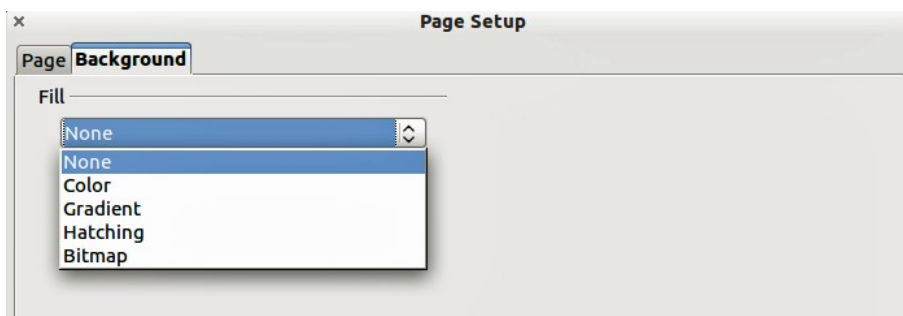 × Page Setup
Page Background
Fill
None
None
Color
Gradient
Hatching
Bitmap